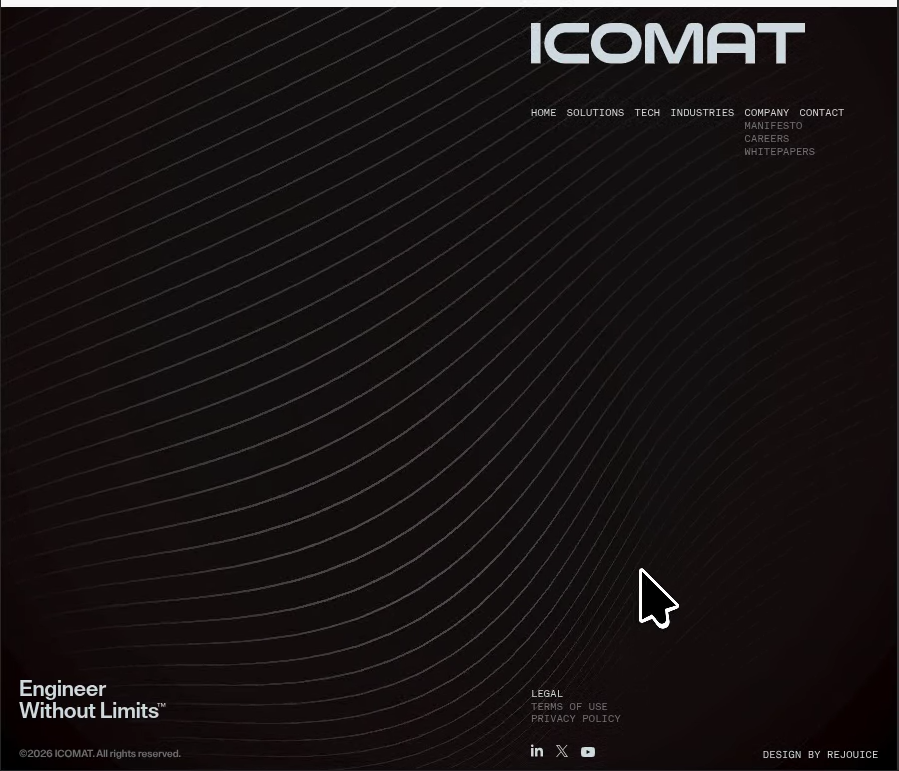 ICOMAT
HOME SOLUTIONS TECH INDUSTRIES COMPANY CONTACT
MANIFESTO
CAREERS
WHITEPAPERS
Engineer
Without Limits™
©2026 ICOMAT. All rights reserved.
LEGAL
TERMS OF USE
PRIVACY POLICY
in X
DESIGN BY REJOUICE